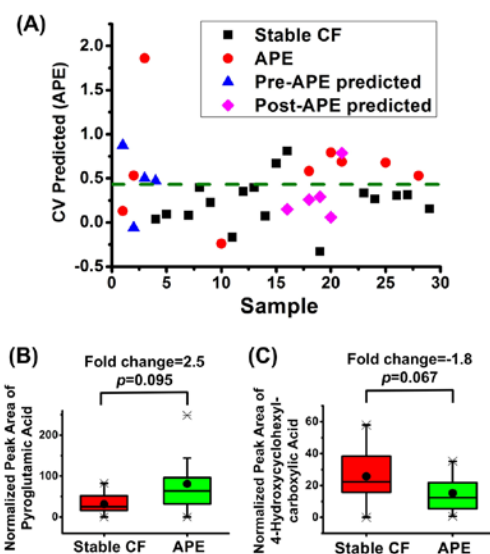 (A)
Stable CF
APE
Pre-APE predicted
Post-APE predicted
CV Predicted (APE)
2.0
1.5
1.0
0.5
0.0
-0.5
0 5 10 15 20 25 30
Sample
(B)
Fold change=2.5
p=0.095
Normalized Peak Area of
Pyroglutamic Acid
200
100
0
Stable CF APE
(C)
Fold change=-1.8
p=0.067
Normalized Peak Area of
4-Hydroxycyclohexyl-
carboxylic Acid
60
40
20
0
Stable CF APE